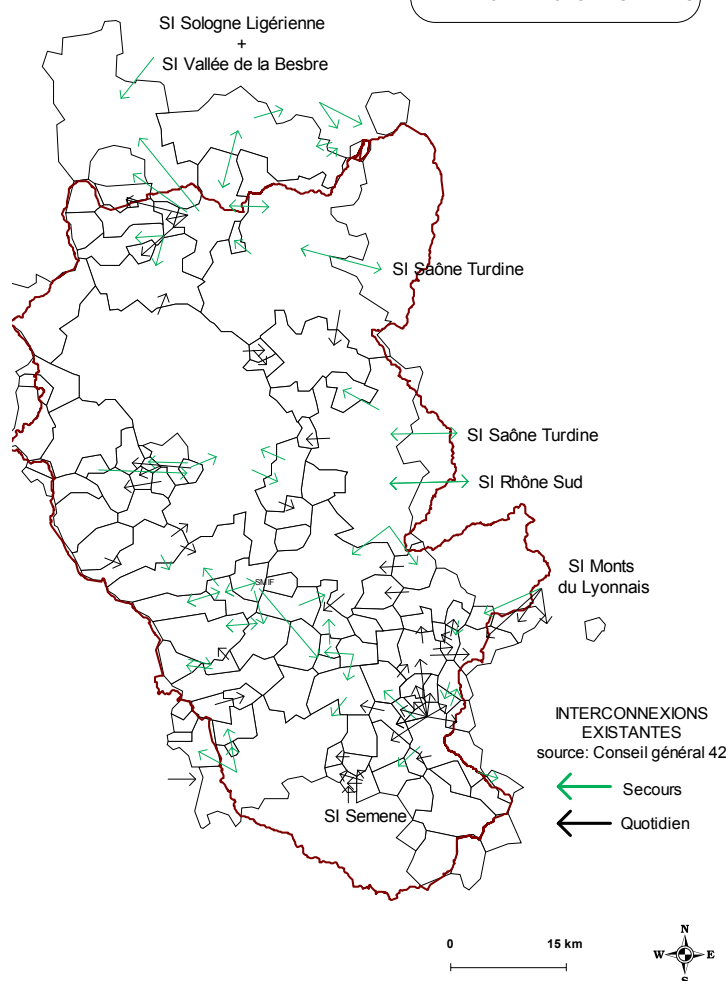 SI Sologne Ligérienne
+
SI Vallée de la Besbre
SI Saône Turdine
SI Saône Turdine
SI Rhône Sud
SI Monts
du Lyonnais
SMIF
INTERCONNEXIONS
EXISTANTES
source: Conseil général 42
Secours
Quotidien
SI Semene
0 15 km
N
W E
S